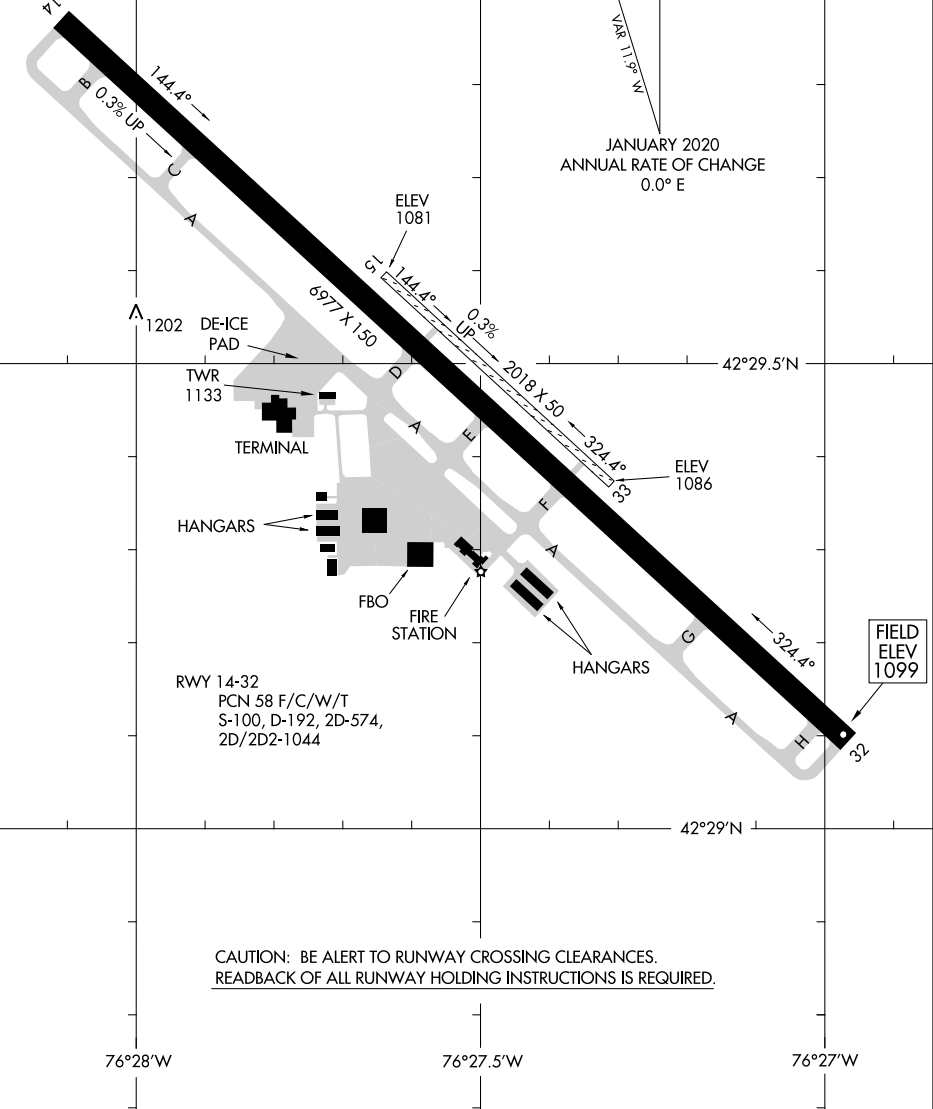 14
VAR 11.9° W
144.4°
B
0.3% UP
JANUARY 2020
ANNUAL RATE OF CHANGE
0.0° E
C
ELEV
1081
A
15
144.4°
6977 X 150
0.3%
UP
1202
DE-ICE
PAD
42°29.5'N
D
2018 X 50
TWR
1133
A
E
324.4°
TERMINAL
ELEV
1086
33
F
HANGARS
A
FBO
FIRE
STATION
HANGARS
G
324.4°
FIELD
ELEV
1099
RWY 14-32
PCN 58 F/C/W/T
S-100, D-192, 2D-574,
2D/2D2-1044
A
H
32
42°29'N
CAUTION: BE ALERT TO RUNWAY CROSSING CLEARANCES.
READBACK OF ALL RUNWAY HOLDING INSTRUCTIONS IS REQUIRED.
76°28'W
76°27.5'W
76°27'W